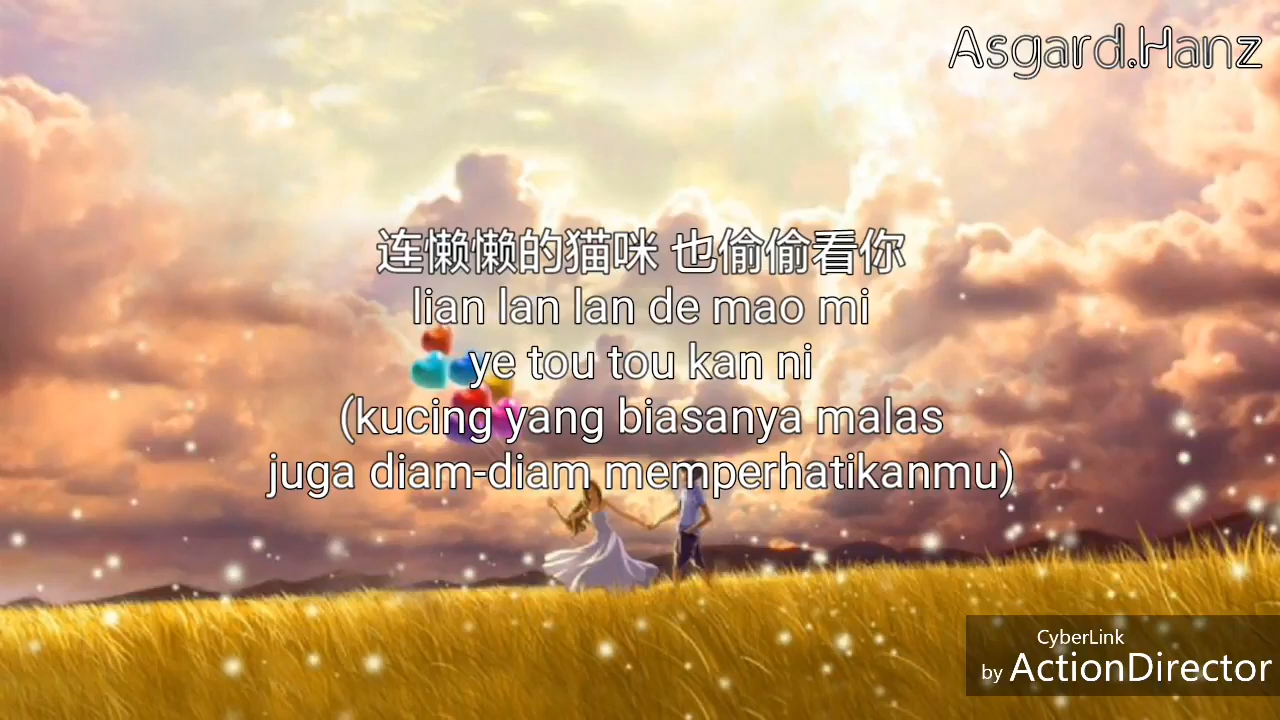 Asgard.Hanz
连懒懒的猫咪 也偷偷看你
lian lan lan de mao mi
ye tou tou kan ni
(kucing yang biasanya malas
juga diam-diam memperhatikanmu)
CyberLink
by ActionDirector